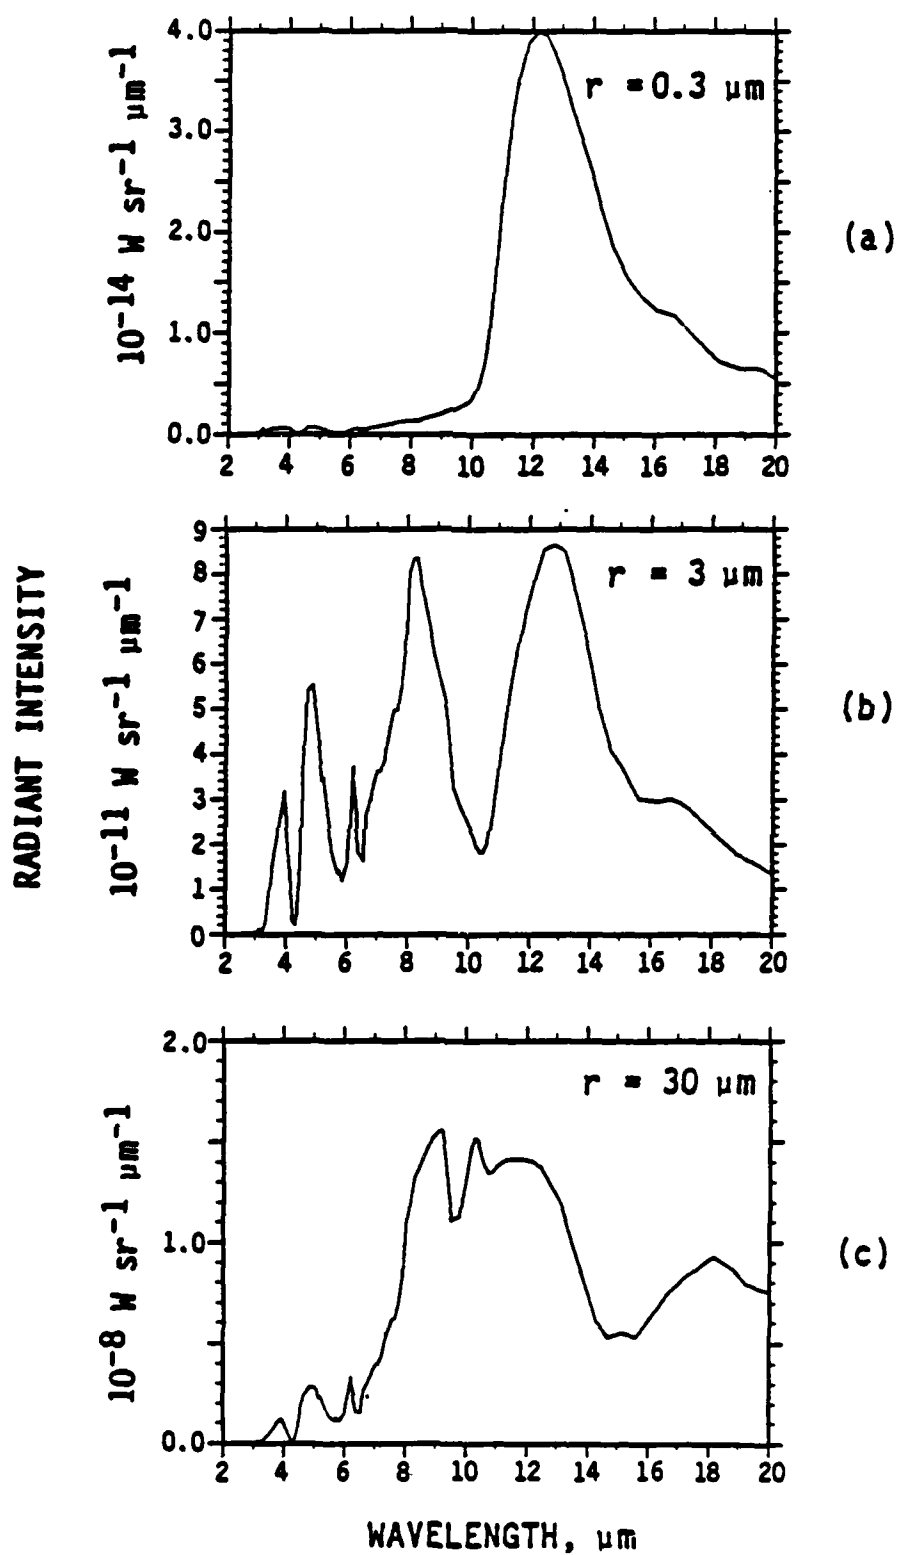 RADIANT INTENSITY
10⁻¹⁴ W sr⁻¹ μm⁻¹
4.0
3.0
2.0
1.0
0.0
r = 0.3 μm
(a)
2 4 6 8 10 12 14 16 18 20
10⁻¹¹ W sr⁻¹ μm⁻¹
9
8
7
6
5
4
3
2
1
0
r = 3 μm
(b)
2 4 6 8 10 12 14 16 18 20
10⁻⁸ W sr⁻¹ μm⁻¹
2.0
1.0
0.0
r = 30 μm
(c)
2 4 6 8 10 12 14 16 18 20
WAVELENGTH, μm